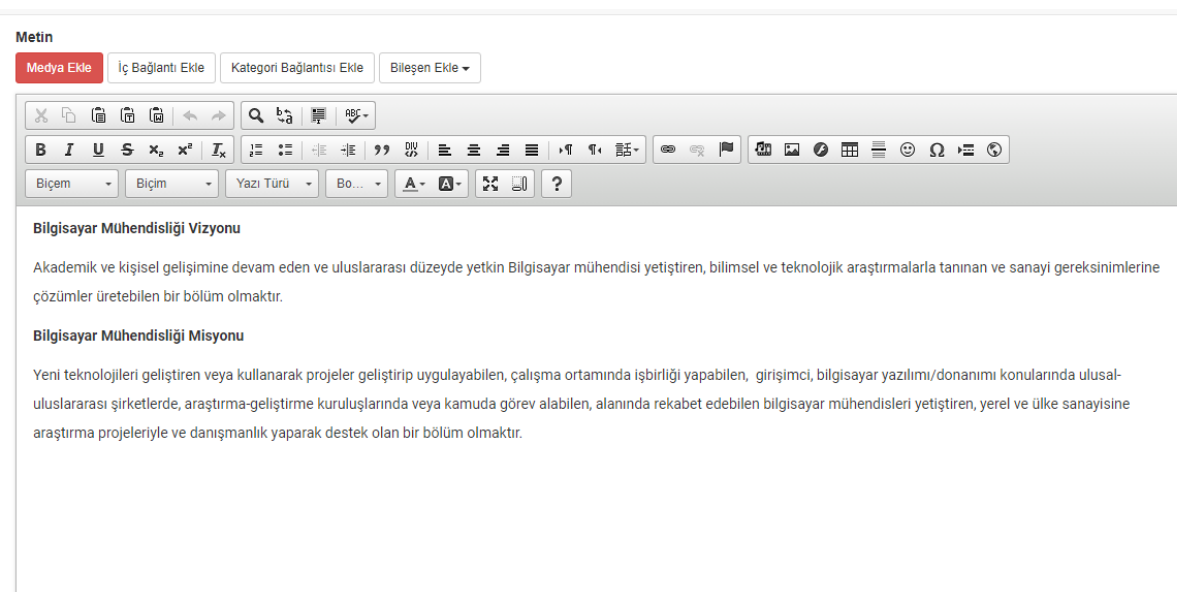 Metin
Medya Ekle İç Bağlantı Ekle Kategori Bağlantısı Ekle Bileşen Ekle
B I U S x₂ x² Iₓ
Biçem Biçim Yazı Türü Bo... A A ?
Bilgisayar Mühendisliği Vizyonu
Akademik ve kişisel gelişimine devam eden ve uluslararası düzeyde yetkin Bilgisayar mühendisi yetiştiren, bilimsel ve teknolojik araştırmalarla tanınan ve sanayi gereksinimlerine
çözümler üretebilen bir bölüm olmaktır.
Bilgisayar Mühendisliği Misyonu
Yeni teknolojileri geliştiren veya kullanarak projeler geliştirip uygulayabilen, çalışma ortamında işbirliği yapabilen, girişimci, bilgisayar yazılımı/donanımı konularında ulusal-
uluslararası şirketlerde, araştırma-geliştirme kuruluşlarında veya kamuda görev alabilen, alanında rekabet edebilen bilgisayar mühendisleri yetiştiren, yerel ve ülke sanayisine
araştırma projeleriyle ve danışmanlık yaparak destek olan bir bölüm olmaktır.